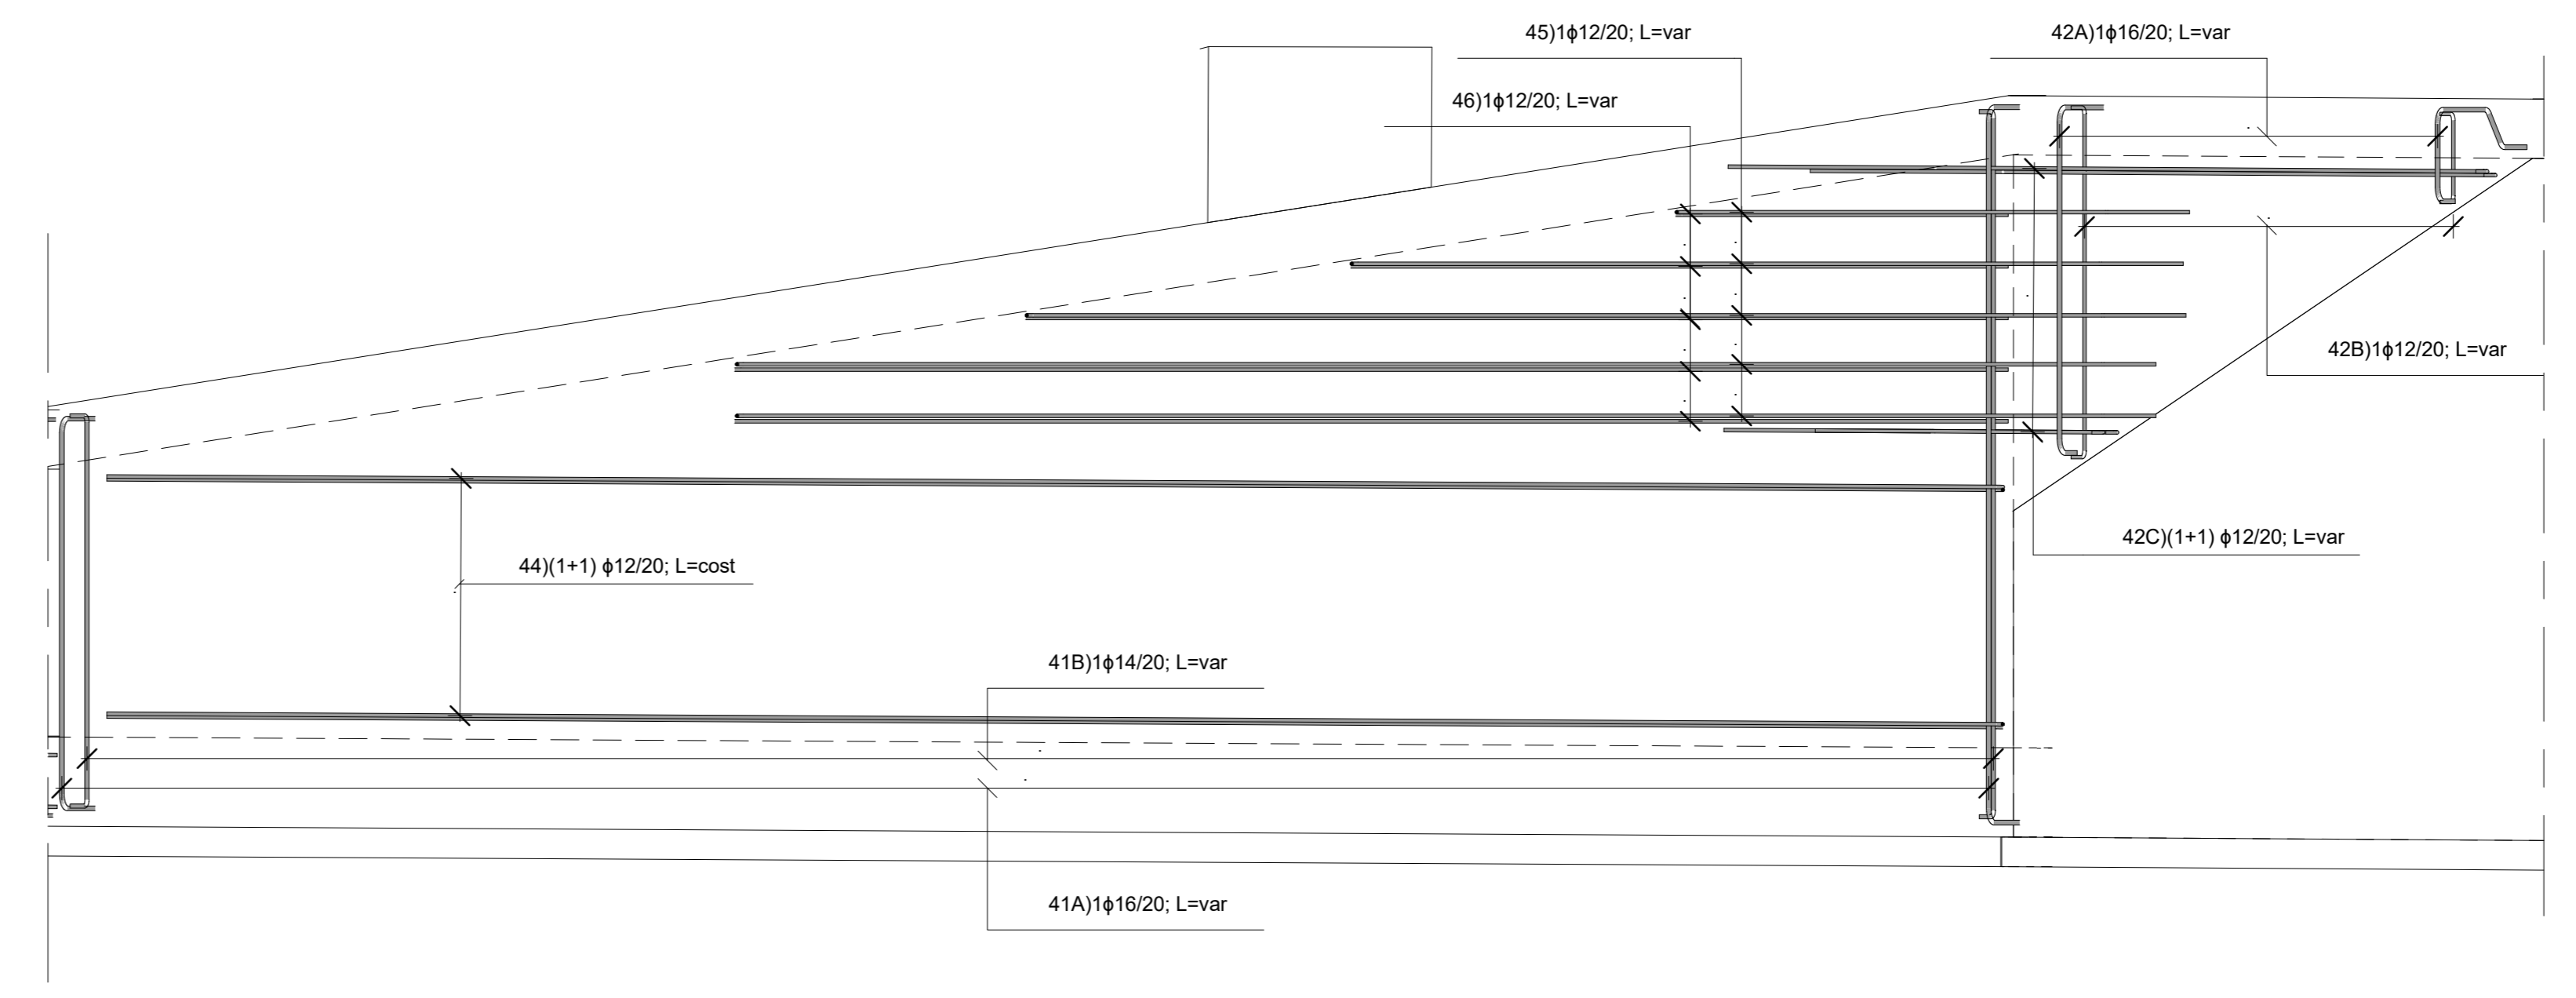 45)1ϕ12/20; L=var
42A)1ϕ16/20; L=var
46)1ϕ12/20; L=var
42B)1ϕ12/20; L=var
42C)(1+1) ϕ12/20; L=var
44)(1+1) ϕ12/20; L=cost
41B)1ϕ14/20; L=var
41A)1ϕ16/20; L=var